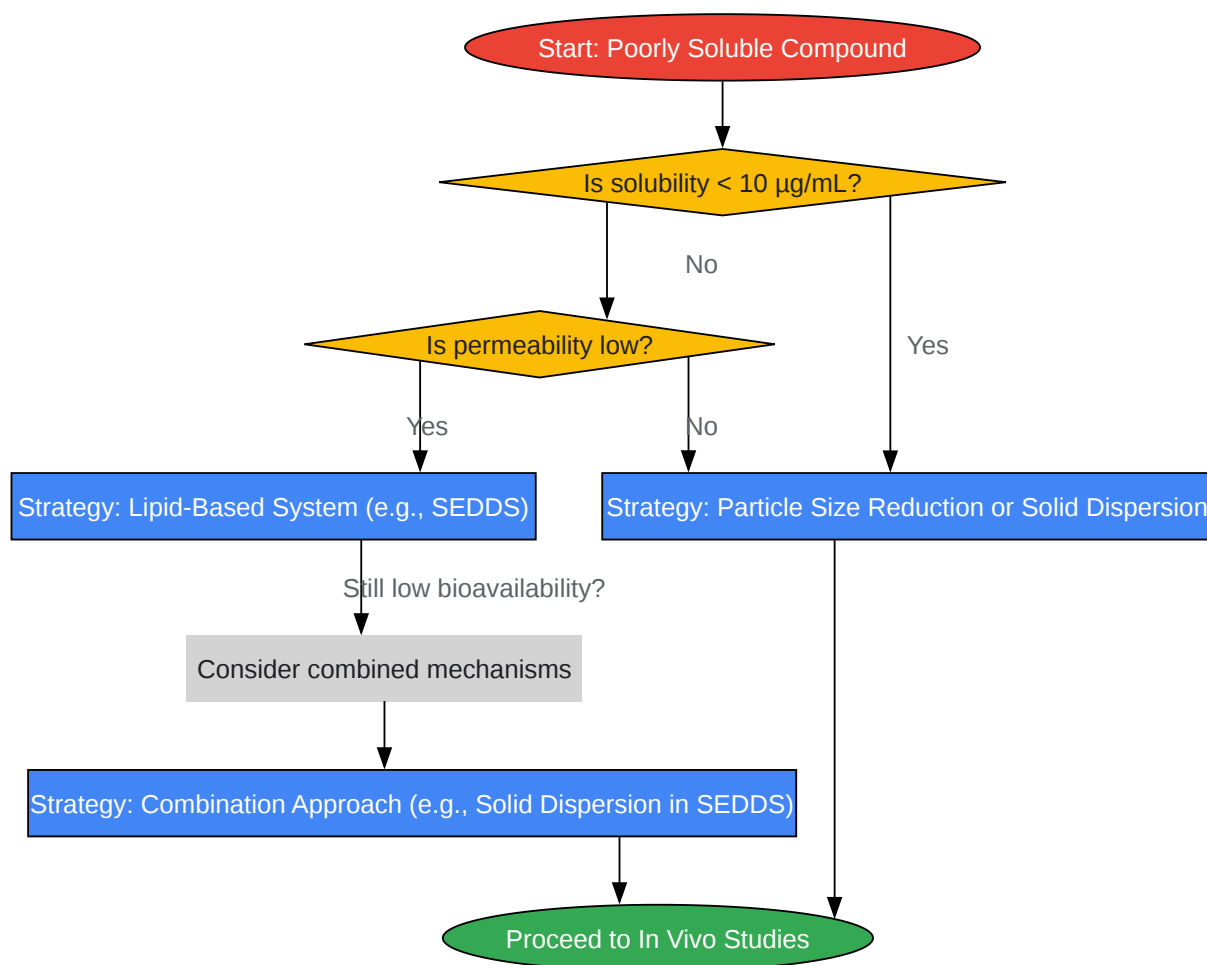 Start: Poorly Soluble Compound
Is solubility < 10 µg/mL?
No
Is permeability low?
Yes
Yes
No
Strategy: Lipid-Based System (e.g., SEDDS)
Strategy: Particle Size Reduction or Solid Dispersion
Still low bioavailability?
Consider combined mechanisms
Strategy: Combination Approach (e.g., Solid Dispersion in SEDDS)
Proceed to In Vivo Studies